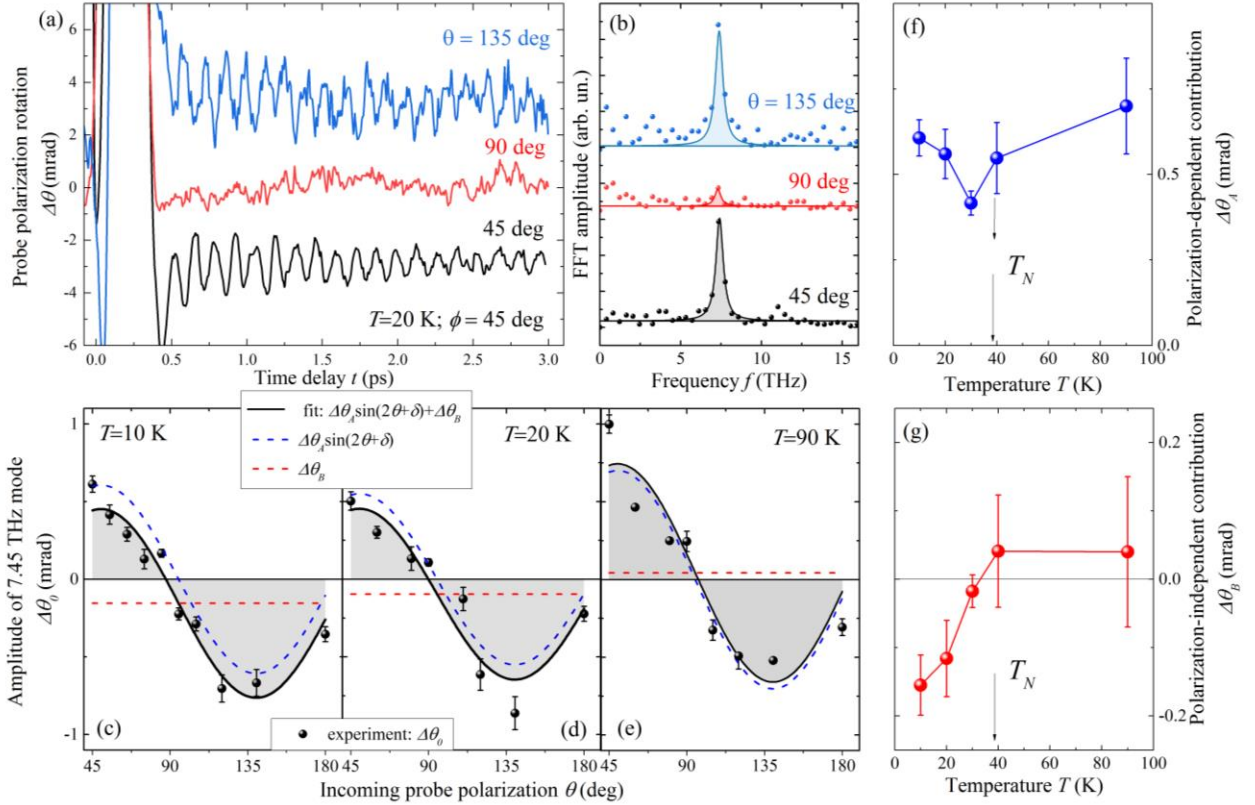 (a)
θ = 135 deg
90 deg
45 deg
T=20 K; ϕ = 45 deg
Probe polarization rotation
Δθ (mrad)
6
4
2
0
-2
-4
-6
0.0 0.5 1.0 1.5 2.0 2.5 3.0
Time delay t (ps)
(b)
θ = 135 deg
90 deg
45 deg
FFT amplitude (arb. un.)
0 5 10 15
Frequency f (THz)
(f)
T_N
Polarization-dependent contribution
Δθ_A (mrad)
0.5
0.0
0 20 40 60 80 100
Temperature T (K)
fit: Δθ_A sin(2θ+δ)+Δθ_B
Δθ_A sin(2θ+δ)
Δθ_B
T=10 K
T=20 K
T=90 K
Amplitude of 7.45 THz mode
Δθ₀ (mrad)
1
0
-1
(c)
(d)
(e)
experiment: Δθ₀
45 90 135 180
45 90 135 180
45 90 135 180
Incoming probe polarization θ (deg)
(g)
T_N
Polarization-independent contribution
Δθ_B (mrad)
0.2
0.0
-0.2
0 20 40 60 80 100
Temperature T (K)